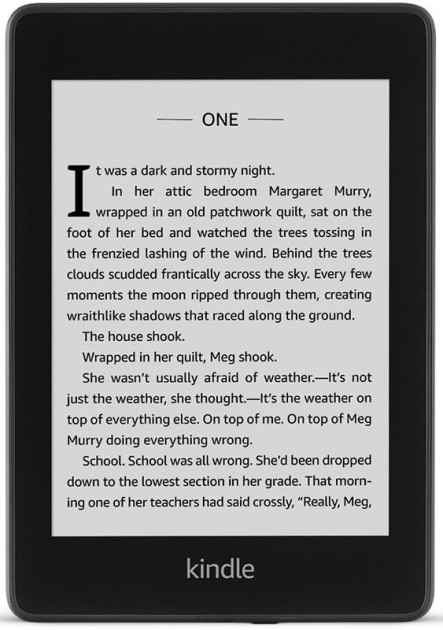 ONE
It was a dark and stormy night.
In her attic bedroom Margaret Murry,
wrapped in an old patchwork quilt, sat on the
foot of her bed and watched the trees tossing in
the frenzied lashing of the wind. Behind the trees
clouds scudded frantically across the sky. Every few
moments the moon ripped through them, creating
wraithlike shadows that raced along the ground.
The house shook.
Wrapped in her quilt, Meg shook.
She wasn't usually afraid of weather.—It's not
just the weather, she thought.—It's the weather on
top of everything else. On top of me. On top of Meg
Murry doing everything wrong.
School. School was all wrong. She'd been dropped
down to the lowest section in her grade. That morn-
ing one of her teachers had said crossly, “Really, Meg,
kindle